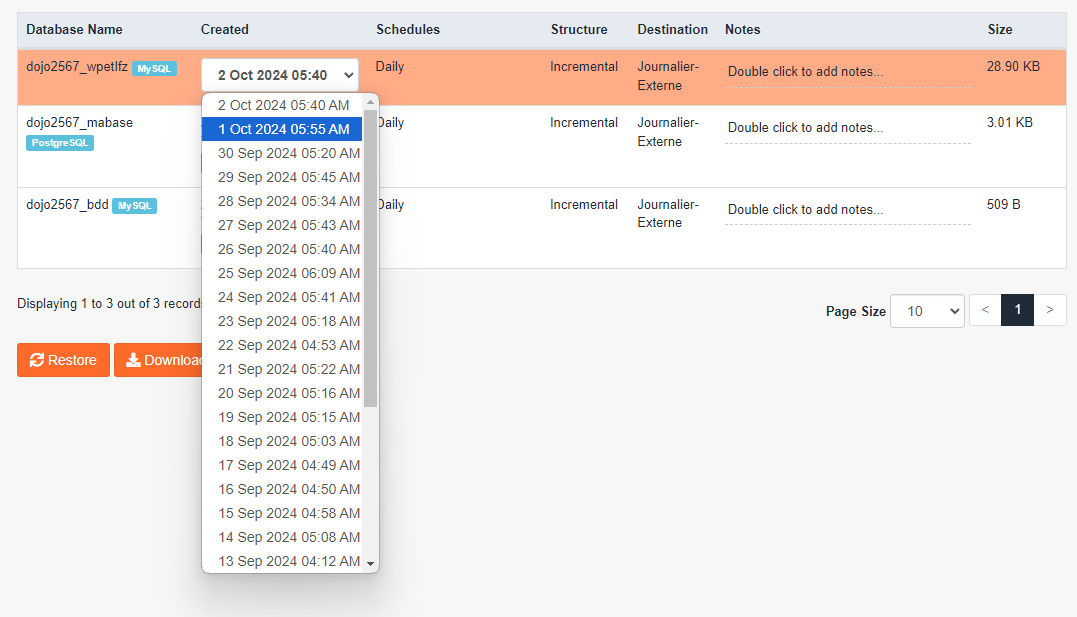 Database Name Created Schedules Structure Destination Notes Size
dojo2567_wpetlfz MySQL 2 Oct 2024 05:40 Daily Incremental Journalier-Externe Double click to add notes... 28.90 KB
dojo2567_mabase PostgreSQL Daily Incremental Journalier-Externe Double click to add notes... 3.01 KB
dojo2567_bdd MySQL Daily Incremental Journalier-Externe Double click to add notes... 509 B
2 Oct 2024 05:40 AM
1 Oct 2024 05:55 AM
30 Sep 2024 05:20 AM
29 Sep 2024 05:45 AM
28 Sep 2024 05:34 AM
27 Sep 2024 05:43 AM
26 Sep 2024 05:40 AM
25 Sep 2024 06:09 AM
24 Sep 2024 05:41 AM
23 Sep 2024 05:18 AM
22 Sep 2024 04:53 AM
21 Sep 2024 05:22 AM
20 Sep 2024 05:16 AM
19 Sep 2024 05:15 AM
18 Sep 2024 05:03 AM
17 Sep 2024 04:49 AM
16 Sep 2024 04:50 AM
15 Sep 2024 04:58 AM
14 Sep 2024 05:08 AM
13 Sep 2024 04:12 AM
Displaying 1 to 3 out of 3 records
Page Size 10 < 1 >
Restore Download